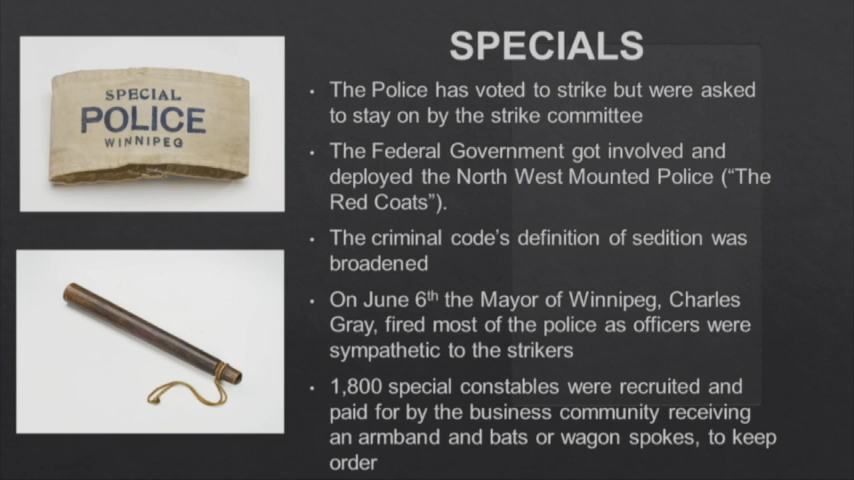 SPECIAL
POLICE
WINNIPEG
SPECIALS
• The Police has voted to strike but were asked
to stay on by the strike committee
• The Federal Government got involved and
deployed the North West Mounted Police (“The
Red Coats”).
• The criminal code’s definition of sedition was
broadened
• On June 6th the Mayor of Winnipeg, Charles
Gray, fired most of the police as officers were
sympathetic to the strikers
• 1,800 special constables were recruited and
paid for by the business community receiving
an armband and bats or wagon spokes, to keep
order